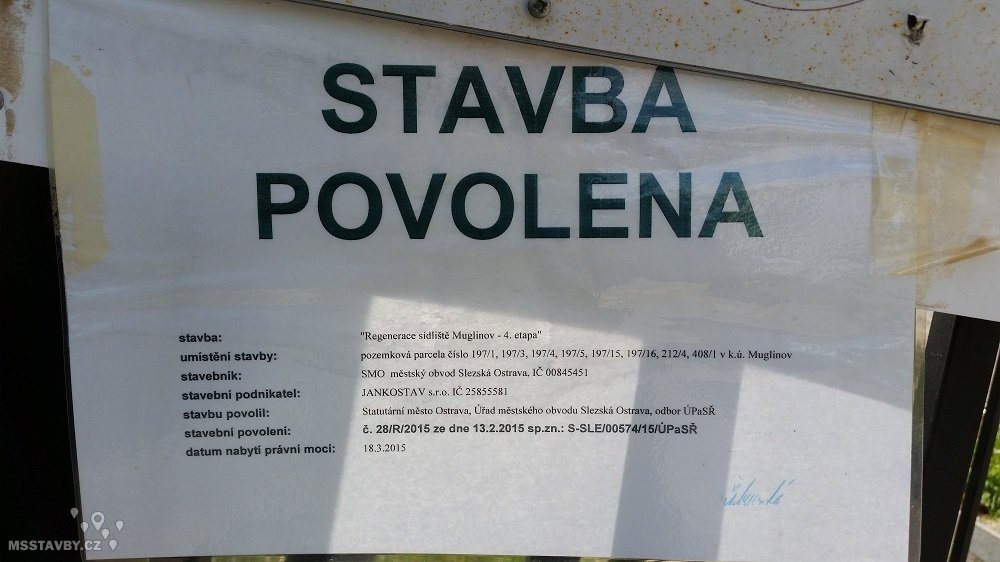 STAVBA
POVOLENA
stavba: "Regenerace sídliště Muglinov - 4. etapa"
umístění stavby: pozemková parcela číslo 197/1, 197/3, 197/4, 197/5, 197/15, 197/16, 212/4, 408/1 v k.ú. Muglinov
stavebník: SMO městský obvod Slezská Ostrava, IČ 00845451
stavební podnikatel: JANKOSTAV s.r.o. IČ 25855581
stavbu povolil: Statutární město Ostrava, Úřad městského obvodu Slezská Ostrava, odbor ÚPaSŘ
stavební povolení: č. 28/R/2015 ze dne 13.2.2015 sp.zn.: S-SLE/00574/15/ÚPaSŘ
datum nabytí právní moci: 18.3.2015
MSSTAVBY.CZ